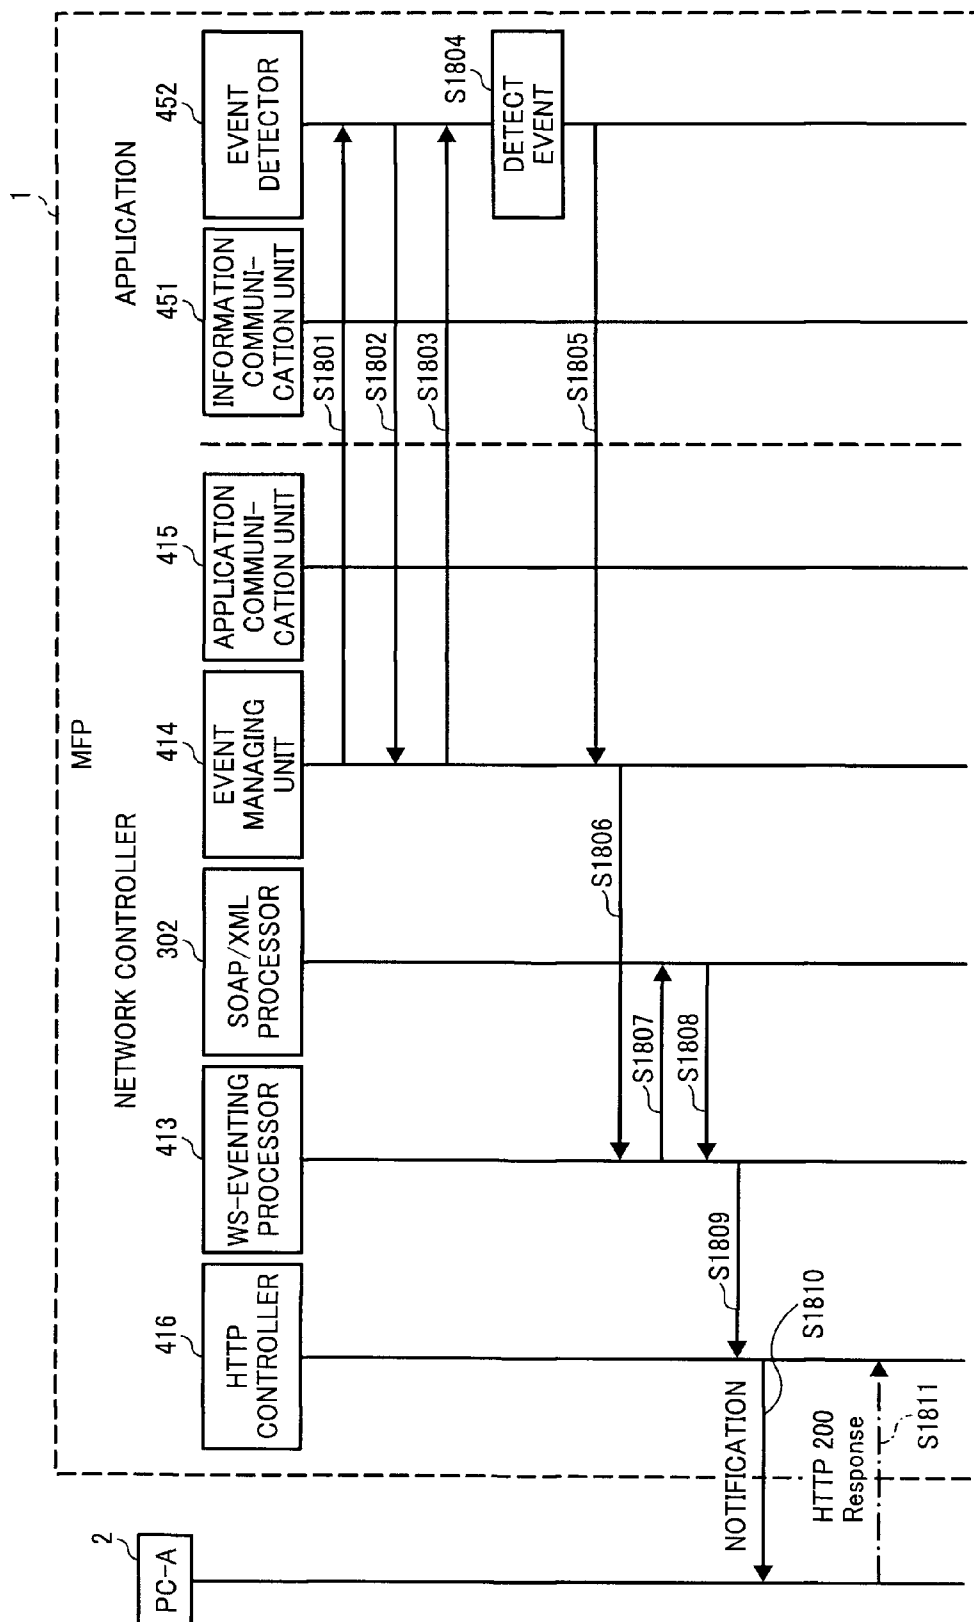 1
MFP
NETWORK CONTROLLER
APPLICATION
2
PC-A
416
HTTP
CONTROLLER
413
WS-EVENTING
PROCESSOR
302
SOAP/XML
PROCESSOR
414
EVENT
MANAGING
UNIT
415
APPLICATION
COMMUNI-
CATION UNIT
451
INFORMATION
COMMUNI-
CATION UNIT
452
EVENT
DETECTOR
S1801
S1802
S1803
S1804
DETECT
EVENT
S1805
S1806
S1807
S1808
S1809
NOTIFICATION
S1810
HTTP 200
Response
S1811